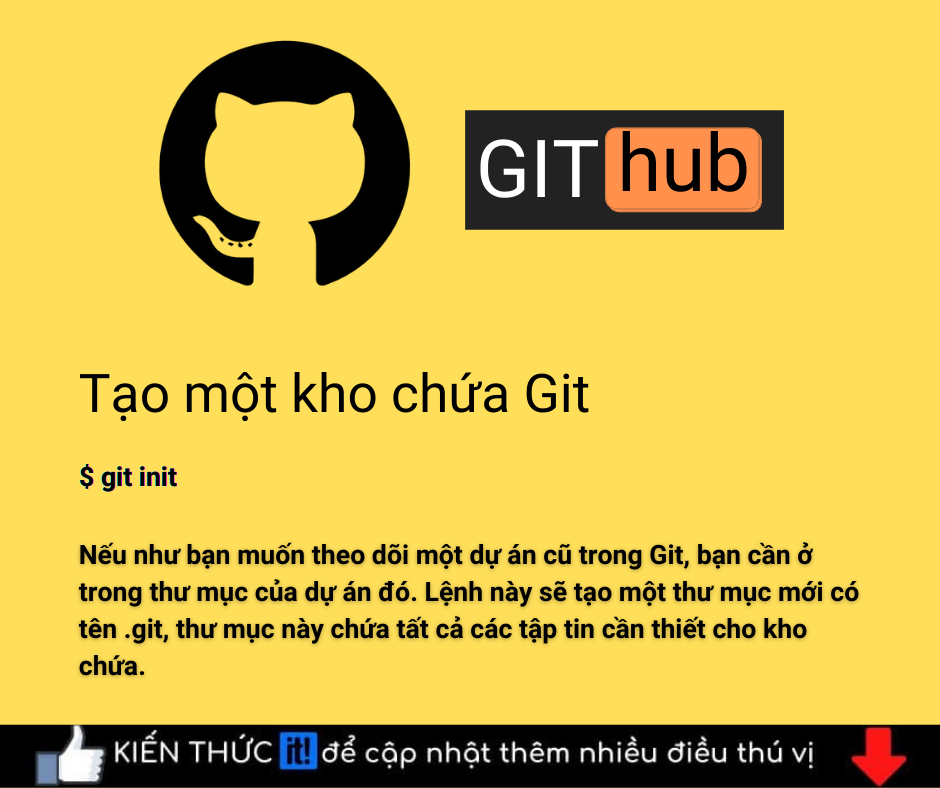 GIT hub
Tạo một kho chứa Git
$ git init
Nếu như bạn muốn theo dõi một dự án cũ trong Git, bạn cần ở
trong thư mục của dự án đó. Lệnh này sẽ tạo một thư mục mới có
tên .git, thư mục này chứa tất cả các tập tin cần thiết cho kho
chứa.
KIẾN THỨC it! để cập nhật thêm nhiều điều thú vị